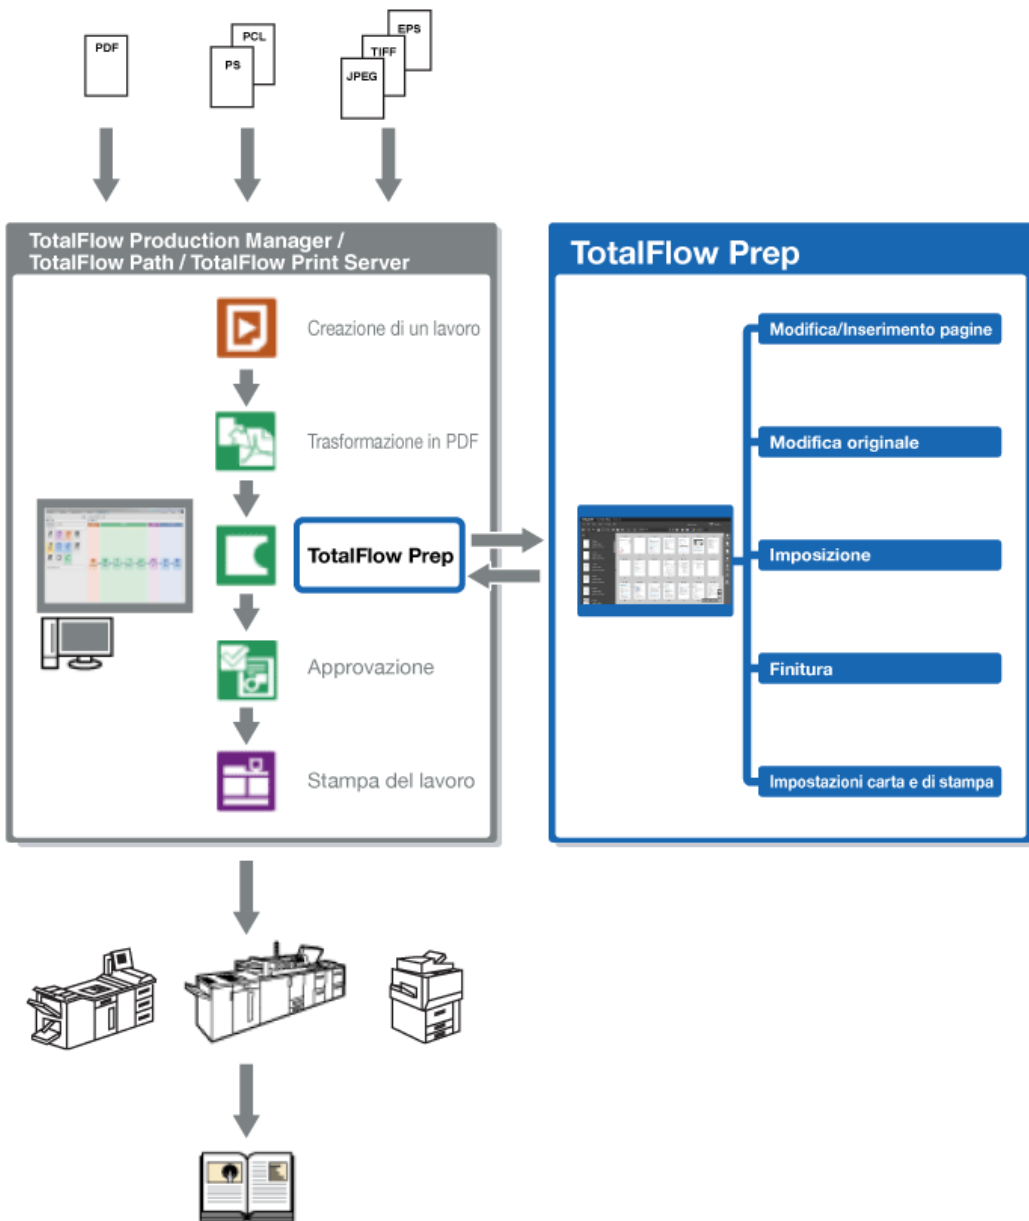 PDF
PCL
PS
EPS
TIFF
JPEG
TotalFlow Production Manager /
TotalFlow Path / TotalFlow Print Server
Creazione di un lavoro
Trasformazione in PDF
TotalFlow Prep
Approvazione
Stampa del lavoro
TotalFlow Prep
Modifica/Inserimento pagine
Modifica originale
Imposizione
Finitura
Impostazioni carta e di stampa